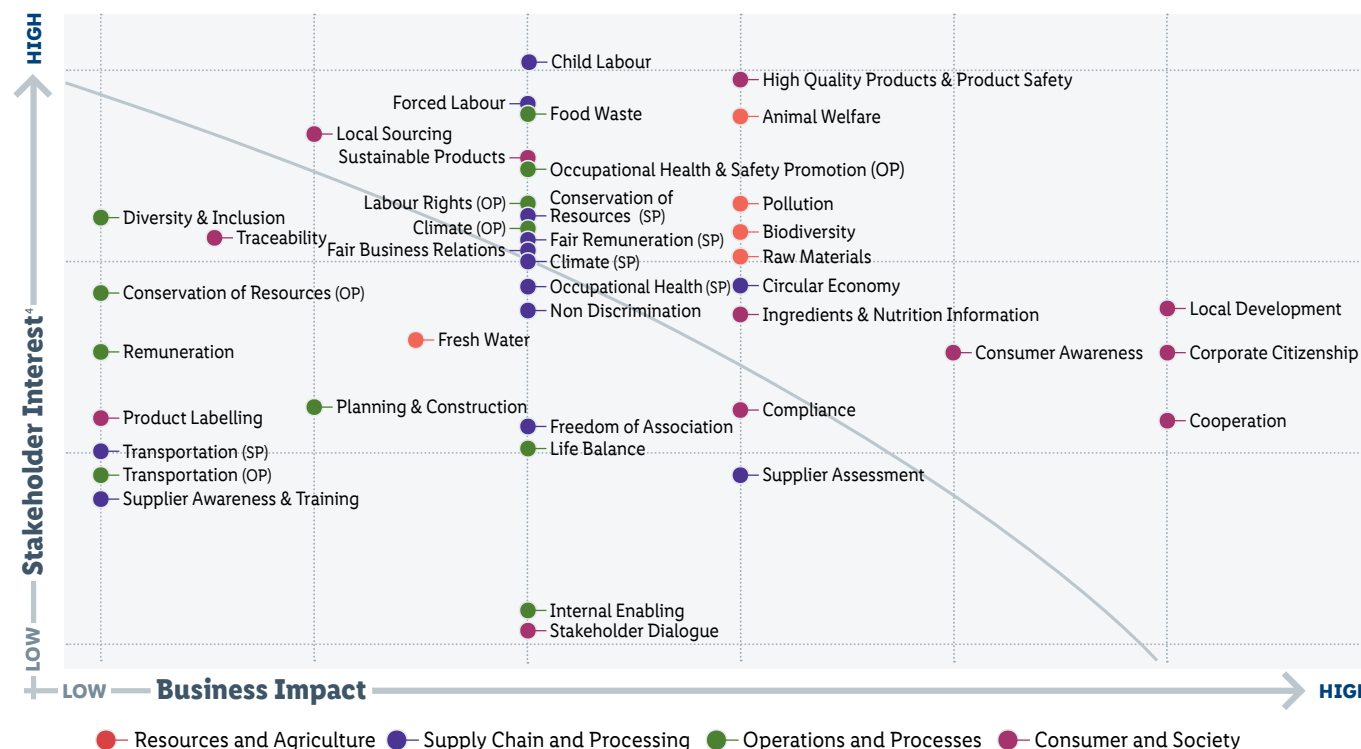 HIGH
Stakeholder Interest4
LOW
Child Labour
High Quality Products & Product Safety
Forced Labour
Food Waste
Animal Welfare
Local Sourcing
Sustainable Products
Occupational Health & Safety Promotion (OP)
Labour Rights (OP)
Conservation of
Resources (SP)
Pollution
Diversity & Inclusion
Climate (OP)
Biodiversity
Traceability
Fair Remuneration (SP)
Fair Business Relations
Climate (SP)
Raw Materials
Conservation of Resources (OP)
Occupational Health (SP)
Circular Economy
Non Discrimination
Ingredients & Nutrition Information
Local Development
Fresh Water
Remuneration
Consumer Awareness
Corporate Citizenship
Planning & Construction
Compliance
Product Labelling
Freedom of Association
Cooperation
Transportation (SP)
Life Balance
Transportation (OP)
Supplier Assessment
Supplier Awareness & Training
Internal Enabling
Stakeholder Dialogue
LOW
Business Impact
HIGH
Resources and Agriculture
Supply Chain and Processing
Operations and Processes
Consumer and Society